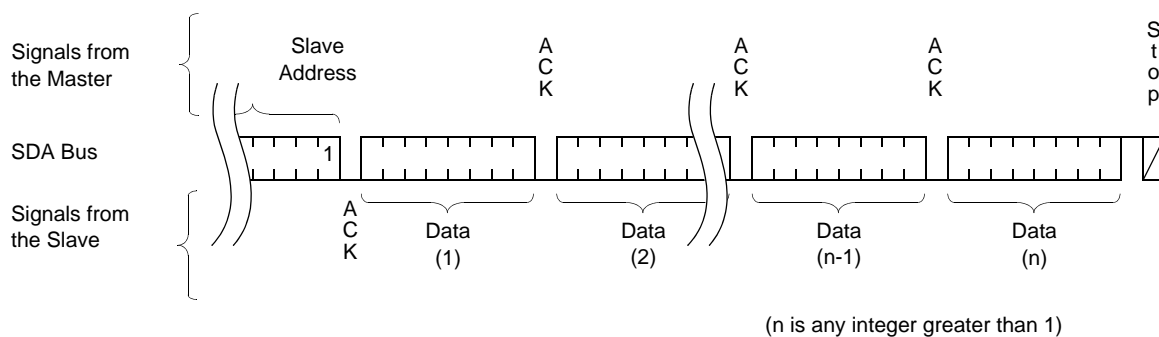 Signals from
the Master
Slave
Address
A
C
K
A
C
K
A
C
K
S
t
o
p
SDA Bus
1
Signals from
the Slave
A
C
K
Data
(1)
Data
(2)
Data
(n-1)
Data
(n)
(n is any integer greater than 1)